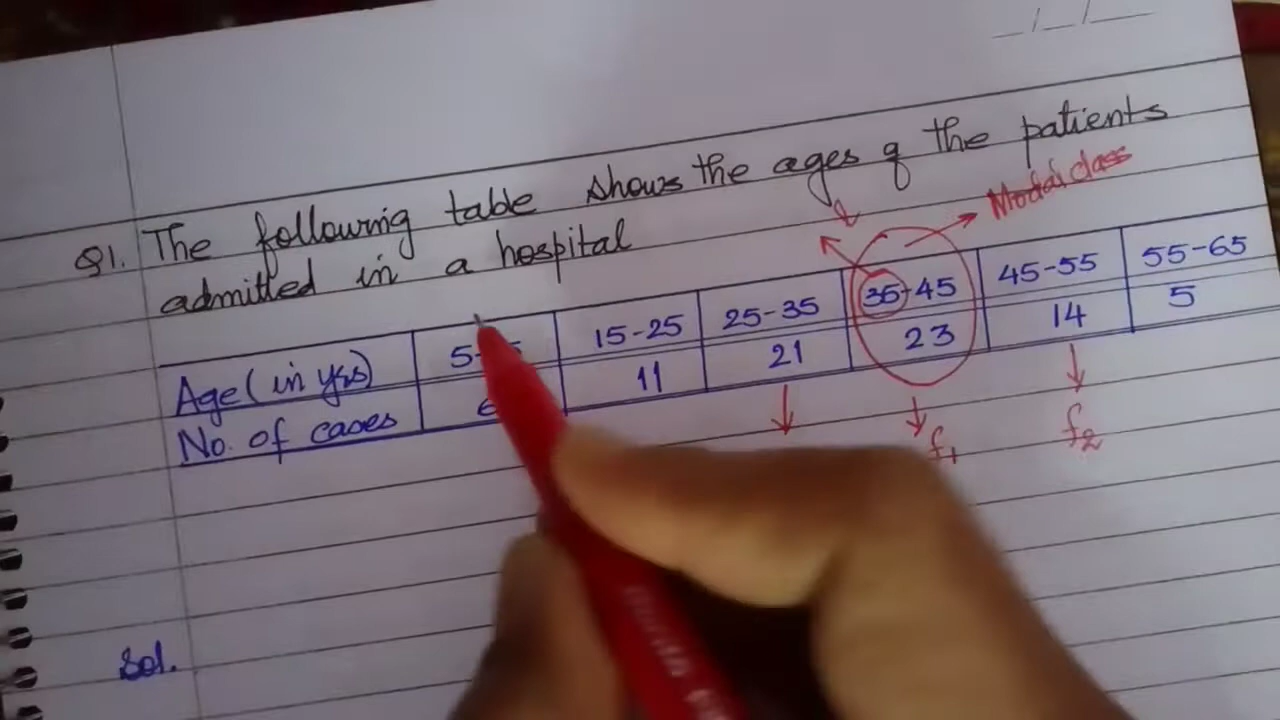 _/_/__
Q1. The following table shows the ages of the patients
admitted in a hospital
l
Modal class
Age (in yrs) 15-25 25-35 35-45 45-55 55-65
No. of cases 11 21 23 14 5
f₁ f₂
Sol.